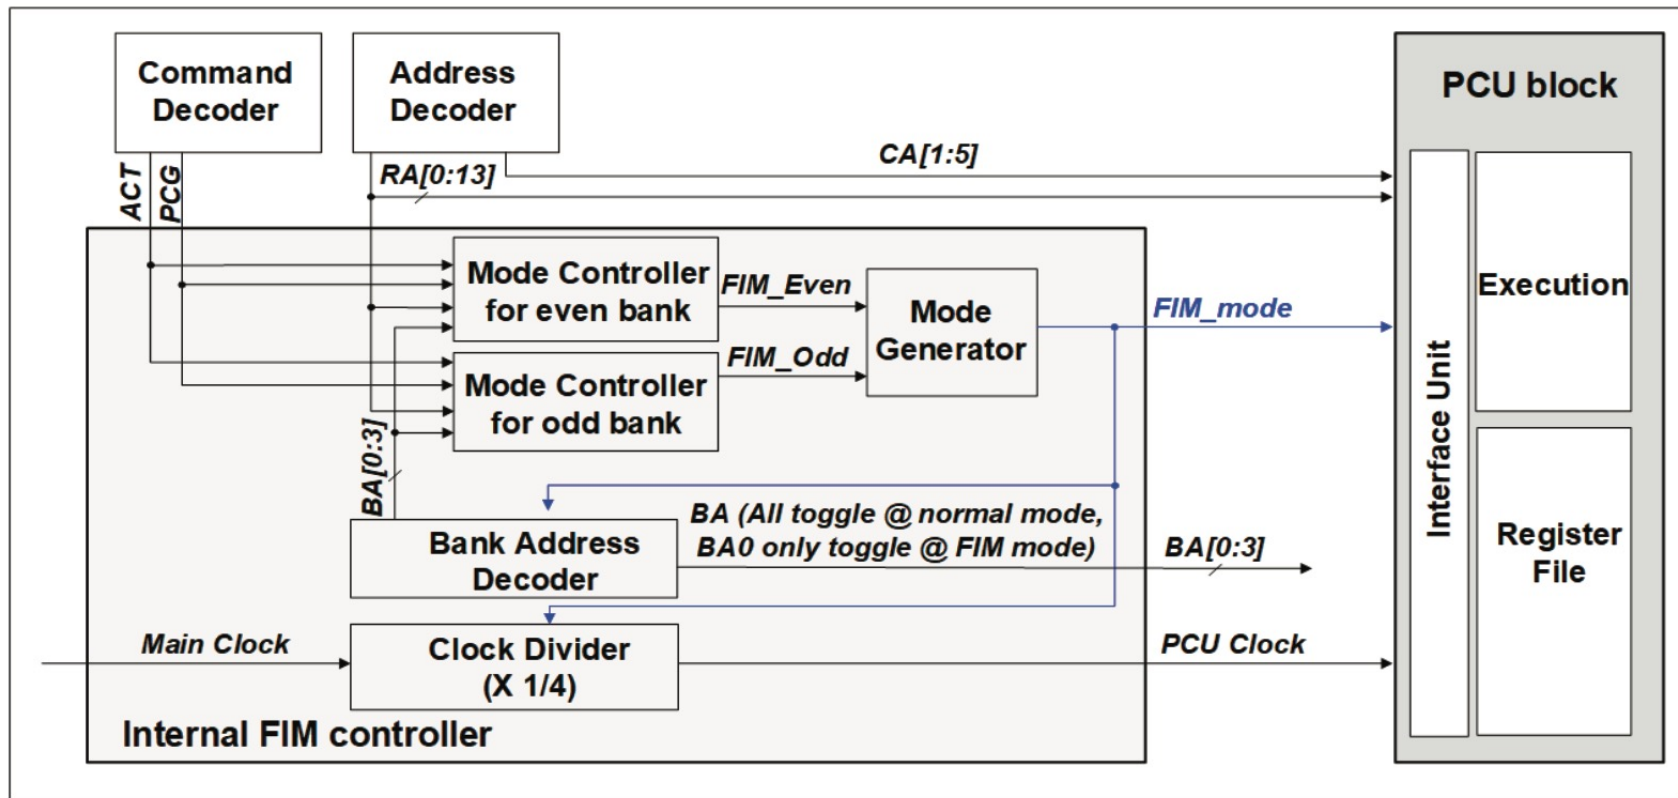 Command
Decoder
Address
Decoder
PCU block
CA[1:5]
RA[0:13]
ACT
PCG
Mode Controller
for even bank
FIM_Even
Mode
Generator
FIM_mode
Execution
FIM_Odd
Mode Controller
for odd bank
Interface Unit
BA[0:3]
BA (All toggle @ normal mode,
BA0 only toggle @ FIM mode)
Bank Address
Decoder
BA[0:3]
Register
File
Main Clock
Clock Divider
(X 1/4)
PCU Clock
Internal FIM controller